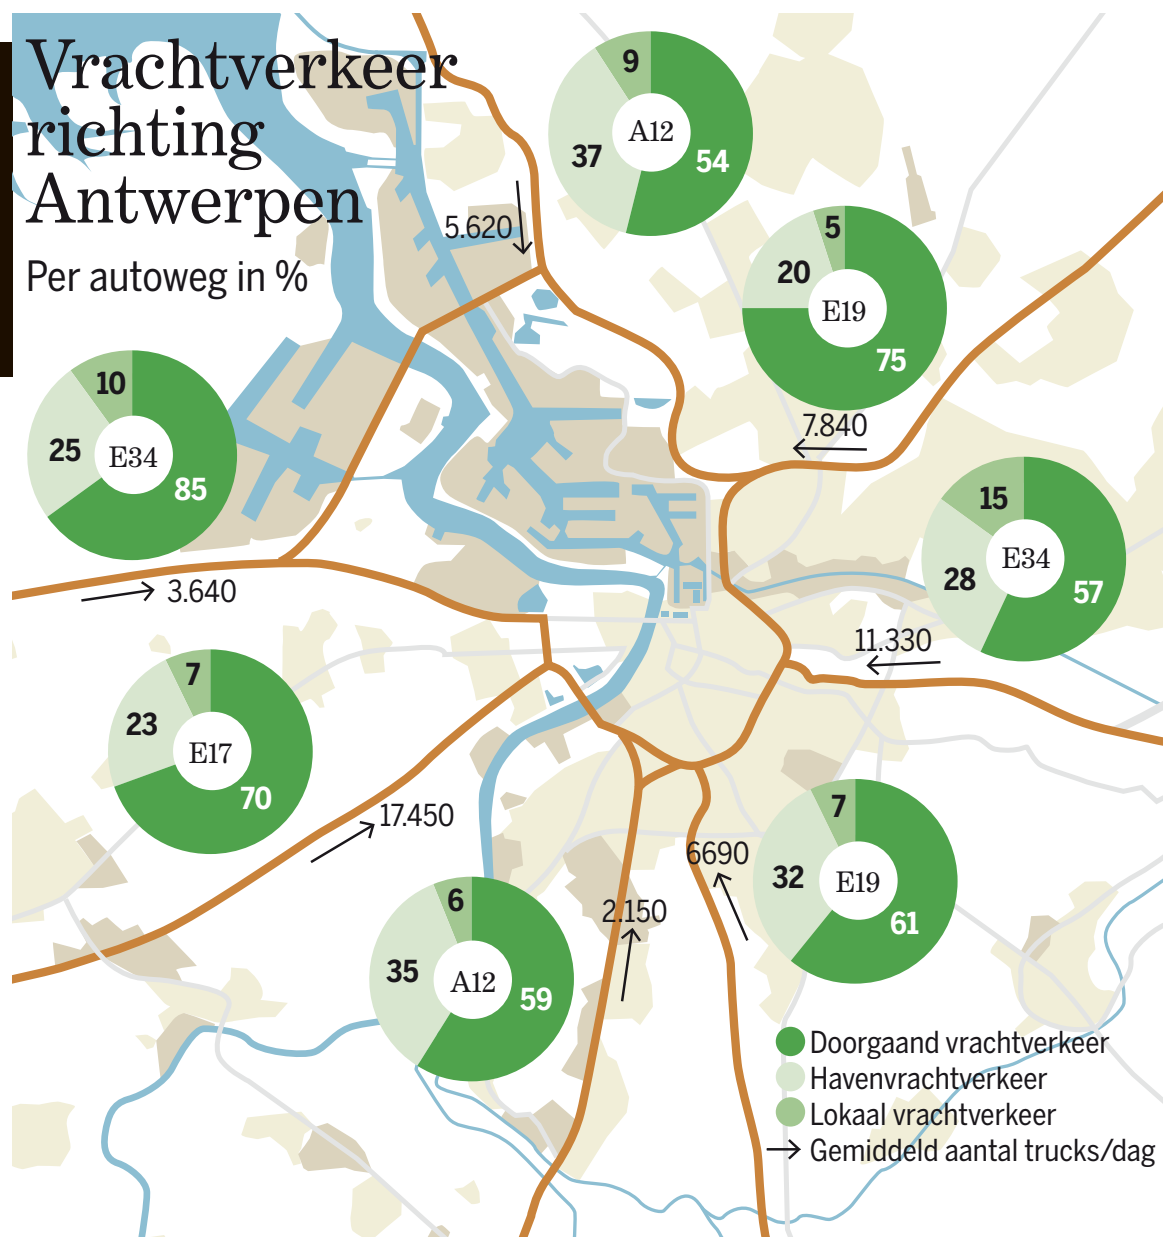 Vrachtverkeer
richting
Antwerpen
Per autoweg in %
9
A12
37
54
5.620
5
20
E19
75
7.840
10
25
E34
85
3.640
15
E34
28
57
11.330
7
23
E17
70
17.450
7
6690
32
E19
61
2.150
6
35
A12
59
Doorgaand vrachtverkeer
Havenvrachtverkeer
Lokaal vrachtverkeer
Gemiddeld aantal trucks/dag